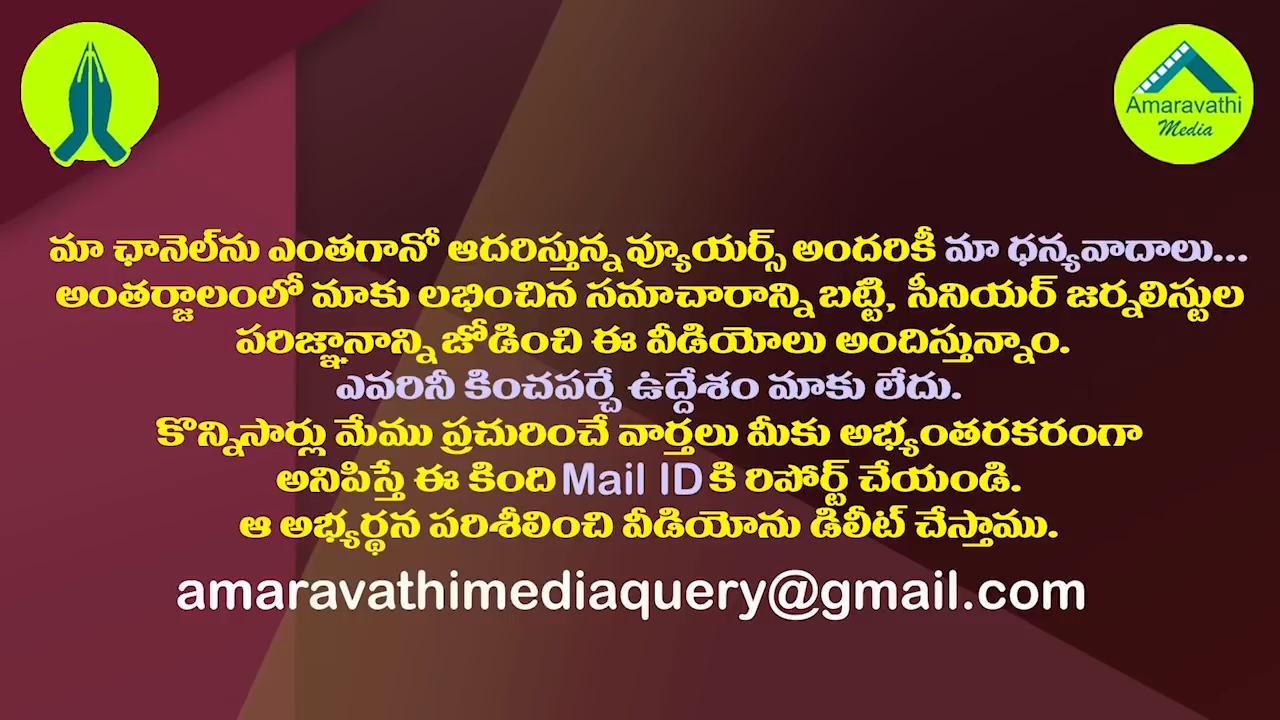 Amaravathi
Media
మా ఛానెల్‌ను ఎంతగానో ఆదరిస్తున్న వ్యూయర్స్ అందరికీ మా ధన్యవాదాలు...
అంతర్జాలంలో మాకు లభించిన సమాచారాన్ని బట్టి, సీనియర్ జర్నలిస్టుల
పరిజ్ఞానాన్ని జోడించి ఈ వీడియోలు అందిస్తున్నాం.
ఎవరినీ కించపర్చే ఉద్దేశం మాకు లేదు.
కొన్నిసార్లు మేము ప్రచురించే వార్తలు మీకు అభ్యంతరకరంగా
అనిపిస్తే ఈ కింది Mail ID కి రిపోర్ట్ చేయండి.
ఆ అభ్యర్థన పరిశీలించి వీడియోను డిలీట్ చేస్తాము.
amaravathimediaquery@gmail.com